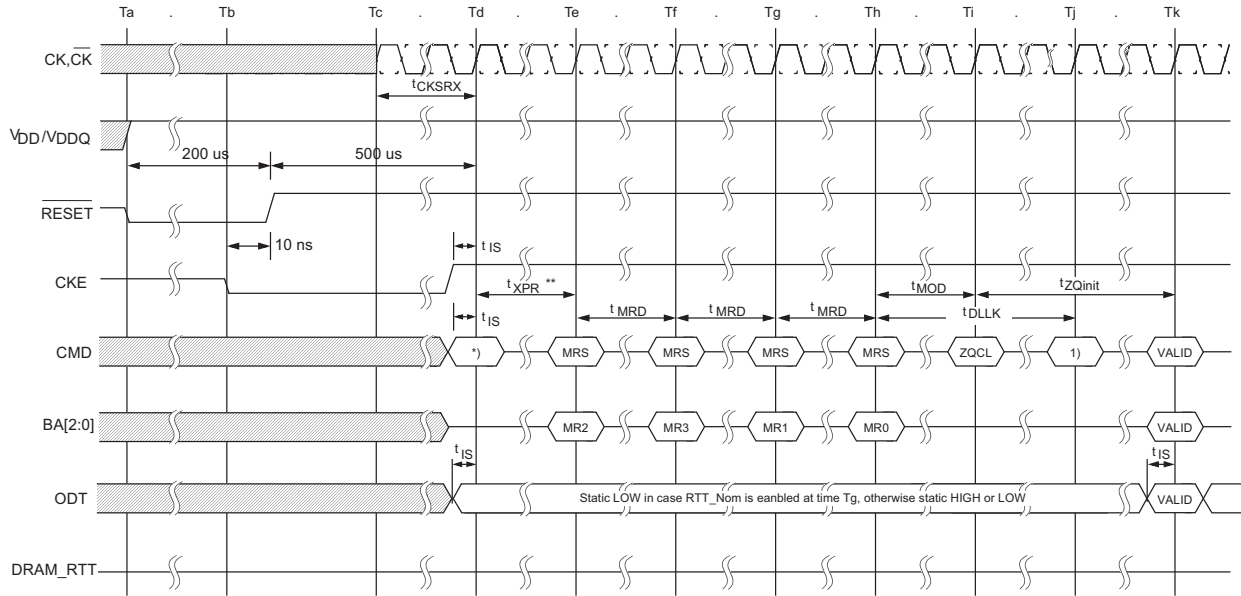 Ta . Tb . Tc . Td . Te . Tf . Tg . Th . Ti . Tj . Tk
CK,CK
tCKSRX
VDD/VDDQ
200 us 500 us
RESET
10 ns tIS
CKE
tXPR ** tMOD tZQinit
tIS tMRD tMRD tMRD tDLLK
CMD *) MRS MRS MRS MRS ZQCL 1) VALID
BA[2:0] MR2 MR3 MR1 MR0 VALID
tIS tIS
ODT Static LOW in case RTT_Nom is eanbled at time Tg, otherwise static HIGH or LOW VALID
DRAM_RTT